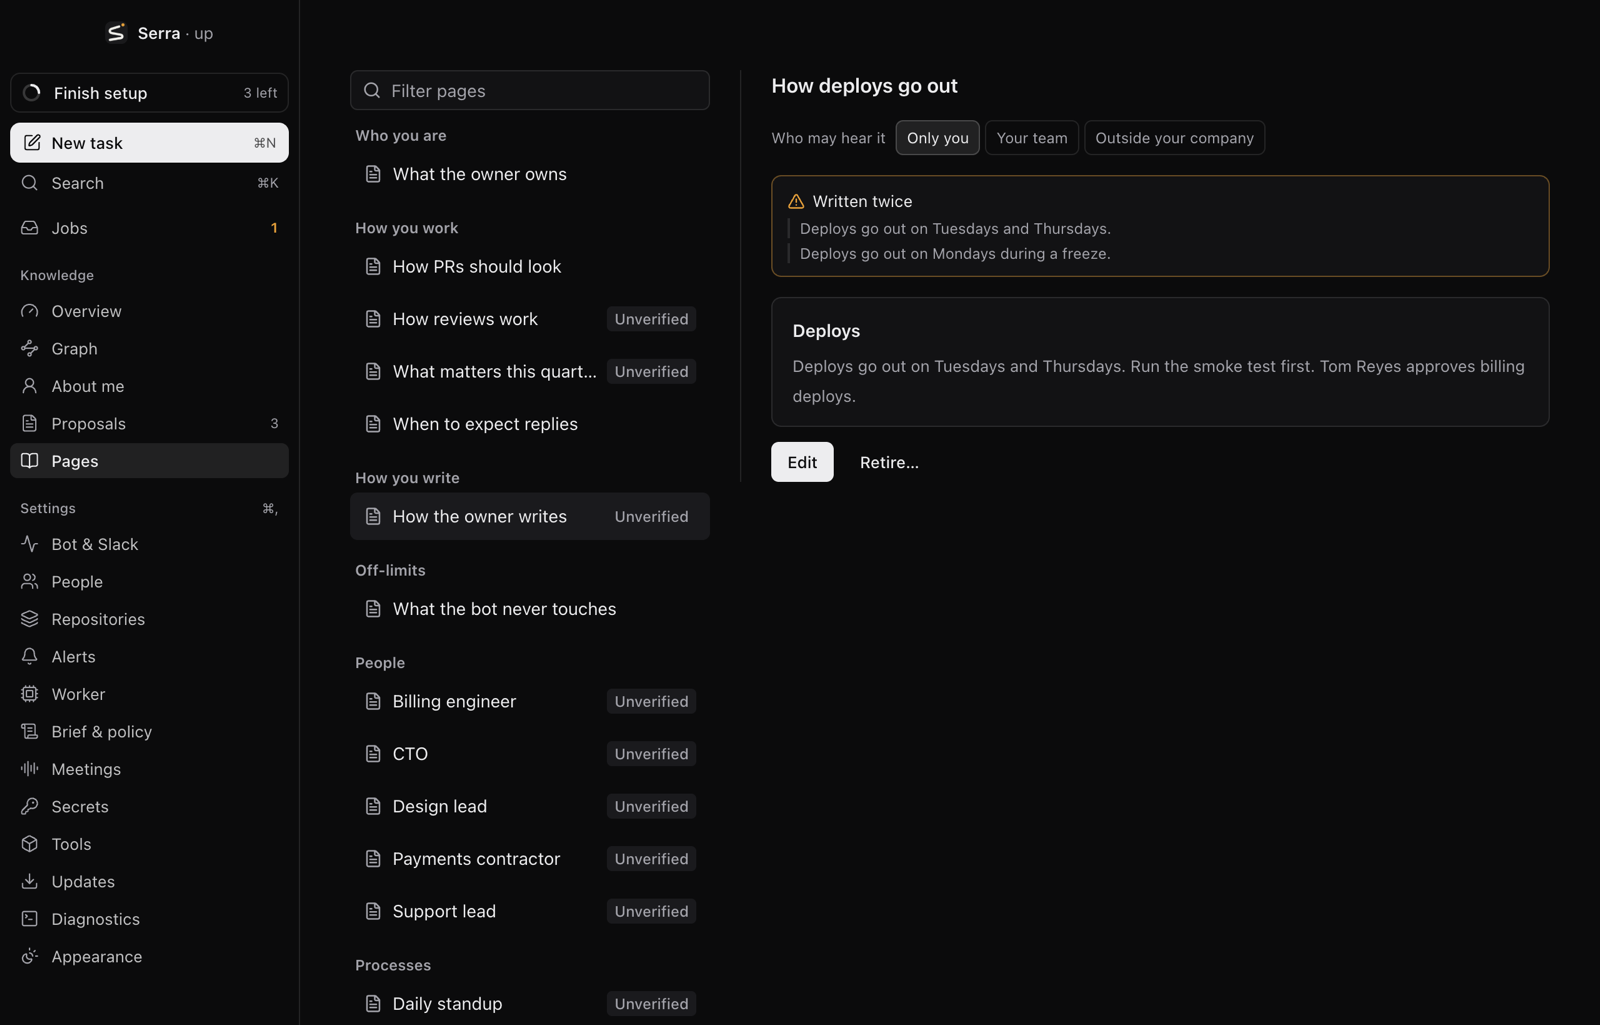 Serra · up
Finish setup 3 left
New task ⌘N
Search ⌘K
Jobs 1
Knowledge
Overview
Graph
About me
Proposals 3
Pages
Settings ⌘,
Bot & Slack
People
Repositories
Alerts
Worker
Brief & policy
Meetings
Secrets
Tools
Updates
Diagnostics
Appearance
Filter pages
Who you are
What the owner owns
How you work
How PRs should look
How reviews work Unverified
What matters this quart... Unverified
When to expect replies
How you write
How the owner writes Unverified
Off-limits
What the bot never touches
People
Billing engineer Unverified
CTO Unverified
Design lead Unverified
Payments contractor Unverified
Support lead Unverified
Processes
Daily standup Unverified
How deploys go out
Who may hear it Only you Your team Outside your company
Written twice
Deploys go out on Tuesdays and Thursdays.
Deploys go out on Mondays during a freeze.
Deploys
Deploys go out on Tuesdays and Thursdays. Run the smoke test first. Tom Reyes approves billing
deploys.
Edit Retire...